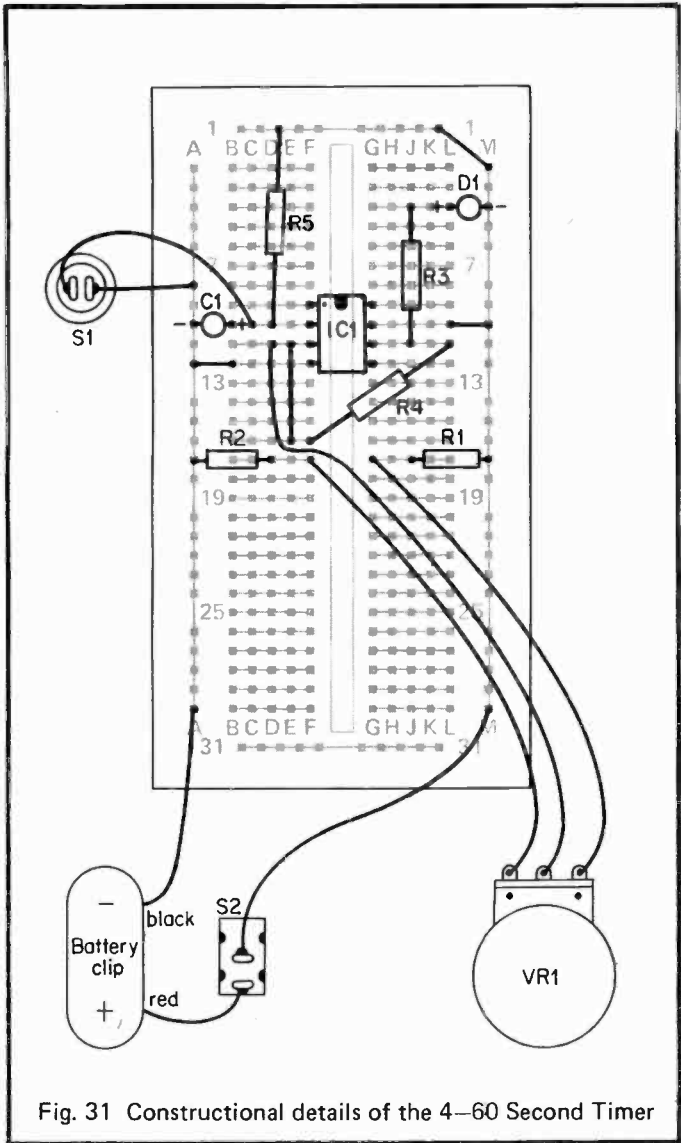 1 1
A B C D E F G H J K L M
D1
+ -
R5
7 7
R3
S1
C1
- +
IC1
13 13
R4
R2 R1
19 19
25 25
A B C D E F G H J K L M
31 31
S2
-
black
Battery
clip
red
+
VR1
Fig. 31 Constructional details of the 4–60 Second Timer